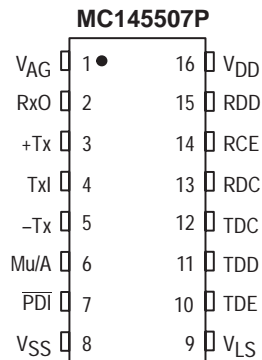 MC145507P
VAG 1 16 VDD
RxO 2 15 RDD
+Tx 3 14 RCE
TxI 4 13 RDC
–Tx 5 12 TDC
Mu/A 6 11 TDD
PDI 7 10 TDE
VSS 8 9 VLS